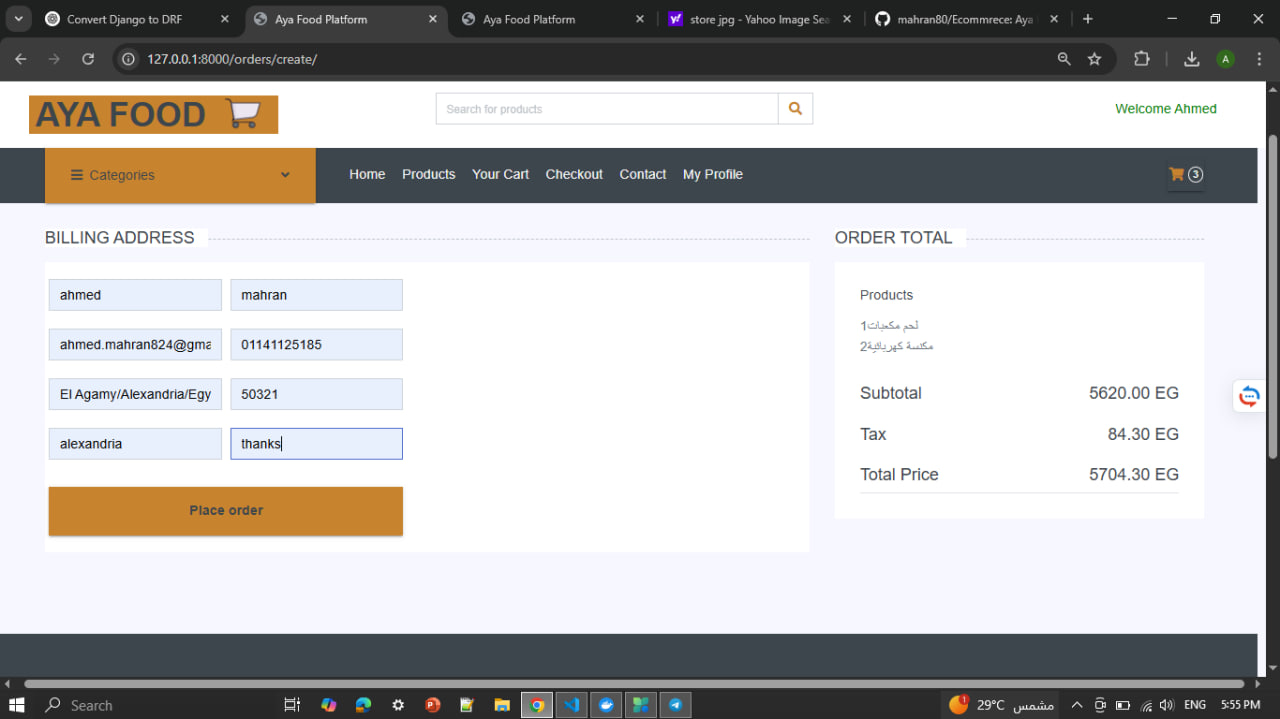 Convert Django to DRF
Aya Food Platform
Aya Food Platform
store jpg - Yahoo Image Sea
mahran80/Ecommrece: Aya
127.0.0.1:8000/orders/create/
A
AYA FOOD
Search for products
Welcome Ahmed
Categories
Home
Products
Your Cart
Checkout
Contact
My Profile
3
BILLING ADDRESS
ORDER TOTAL
ahmed
mahran
ahmed.mahran824@gma
01141125185
El Agamy/Alexandria/Egy
50321
alexandria
thanks
Place order
Products
لحم مكعبات1
مكنسة كهربائية2
Subtotal
5620.00 EG
Tax
84.30 EG
Total Price
5704.30 EG
Search
1
29°C مشمس
ENG
5:55 PM